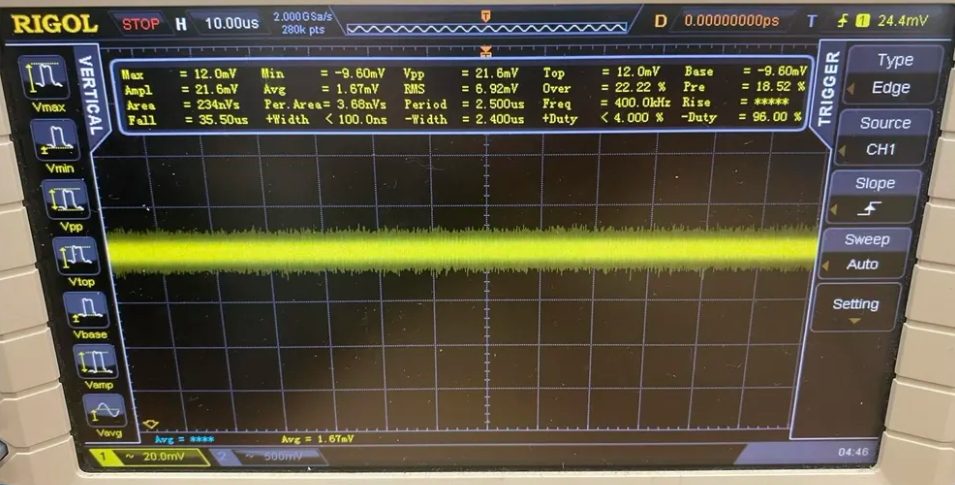 RIGOL STOP H 10.00us 2.000GSa/s 280k pts T D 0.00000000ps T 1 24.4mV
VERTICAL
Vmax
Vmin
Vpp
Vtop
Vbase
Vamp
Vavg
Max = 12.0mV Min = -9.60mV Vpp = 21.6mV Top = 12.0mV Base = -9.60mV
Ampl = 21.6mV Avg = 1.67mV RMS = 6.92mV Over = 22.22 % Pre = 18.52 %
Area = 234nVs Per.Area= 3.68nVs Period = 2.500us Freq = 400.0kHz Rise = *****
Fall = 35.50us +Width < 100.0ns -Width = 2.400us +Duty < 4.000 % -Duty = 96.00 %
TRIGGER
Type
Edge
Source
CH1
Slope
Sweep
Auto
Setting
Avg = **** Avg = 1.67mV
1 ~ 20.0mV 2 ~ 500mV 04:46